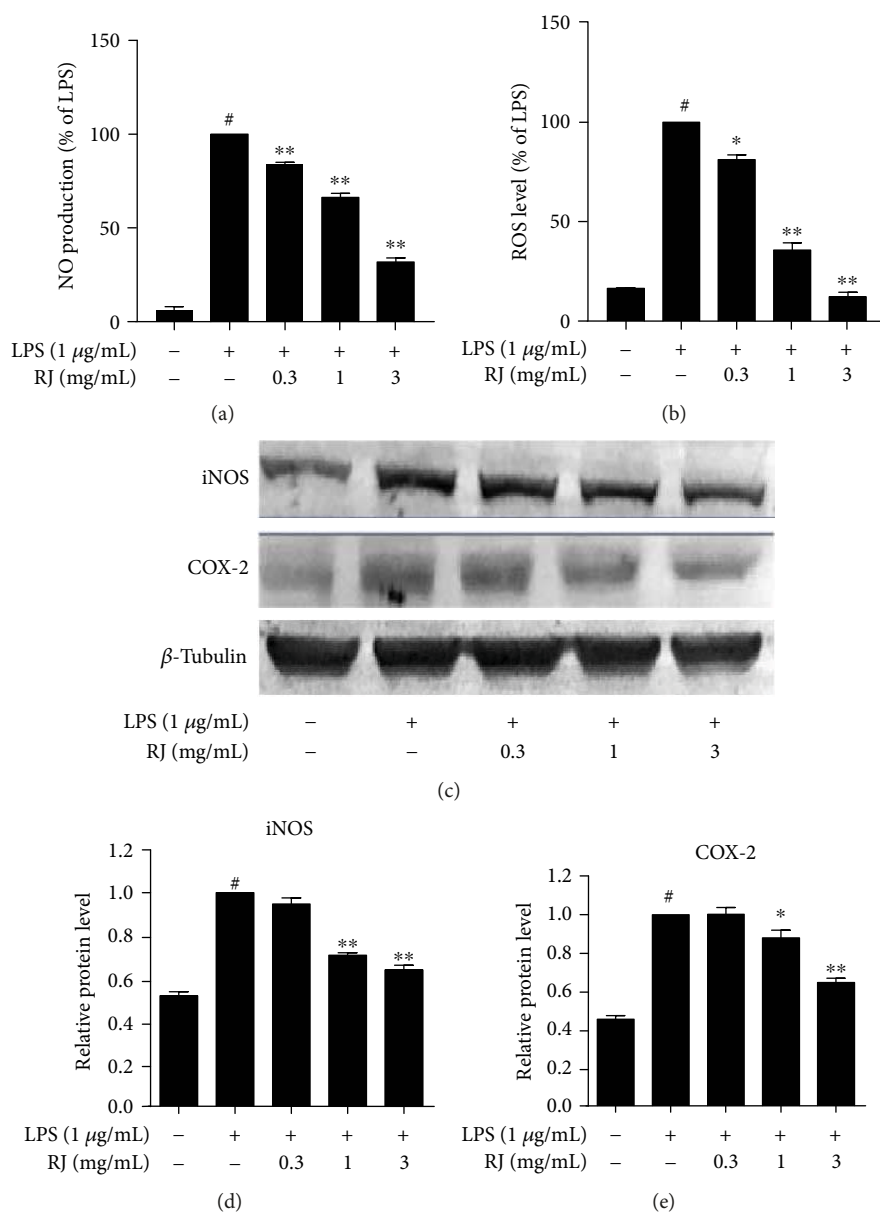 150
100
50
0
NO production (% of LPS)
#
**
**
**
LPS (1 μg/mL) – + + + +
RJ (mg/mL) – – 0.3 1 3
(a)
150
100
50
0
ROS level (% of LPS)
#
*
**
**
LPS (1 μg/mL) – + + + +
RJ (mg/mL) – – 0.3 1 3
(b)
iNOS
COX-2
β-Tubulin
LPS (1 μg/mL) – + + + +
RJ (mg/mL) – – 0.3 1 3
(c)
iNOS
1.2
1.0
0.8
0.6
0.4
0.2
0.0
Relative protein level
#
**
**
LPS (1 μg/mL) – + + + +
RJ (mg/mL) – – 0.3 1 3
(d)
COX-2
1.2
1.0
0.8
0.6
0.4
0.2
0.0
Relative protein level
#
*
**
LPS (1 μg/mL) – + + + +
RJ (mg/mL) – – 0.3 1 3
(e)